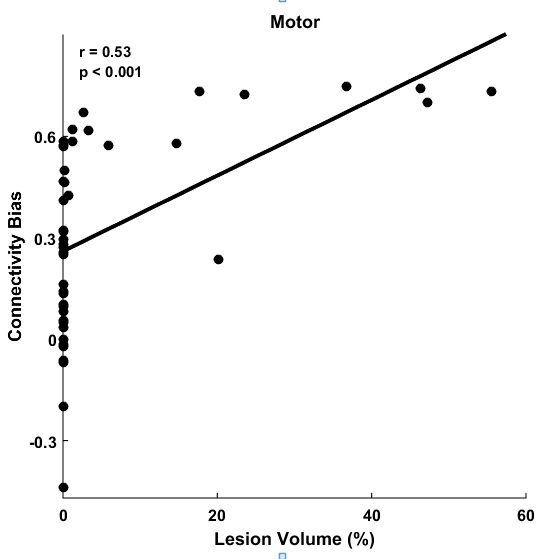 Motor
r = 0.53
p < 0.001
0.6
0.3
0
-0.3
Connectivity Bias
0
20
40
60
Lesion Volume (%)